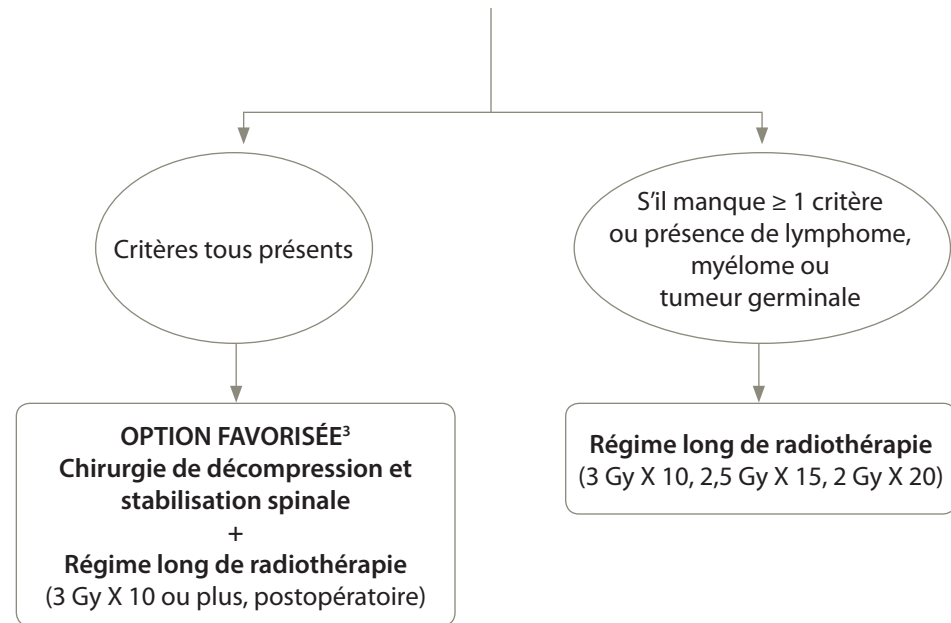 Critères tous présents
S'il manque ≥ 1 critère
ou présence de lymphome,
myélome ou
tumeur germinale
OPTION FAVORISÉE³
Chirurgie de décompression et
stabilisation spinale
+
Régime long de radiothérapie
(3 Gy X 10 ou plus, postopératoire)
Régime long de radiothérapie
(3 Gy X 10, 2,5 Gy X 15, 2 Gy X 20)